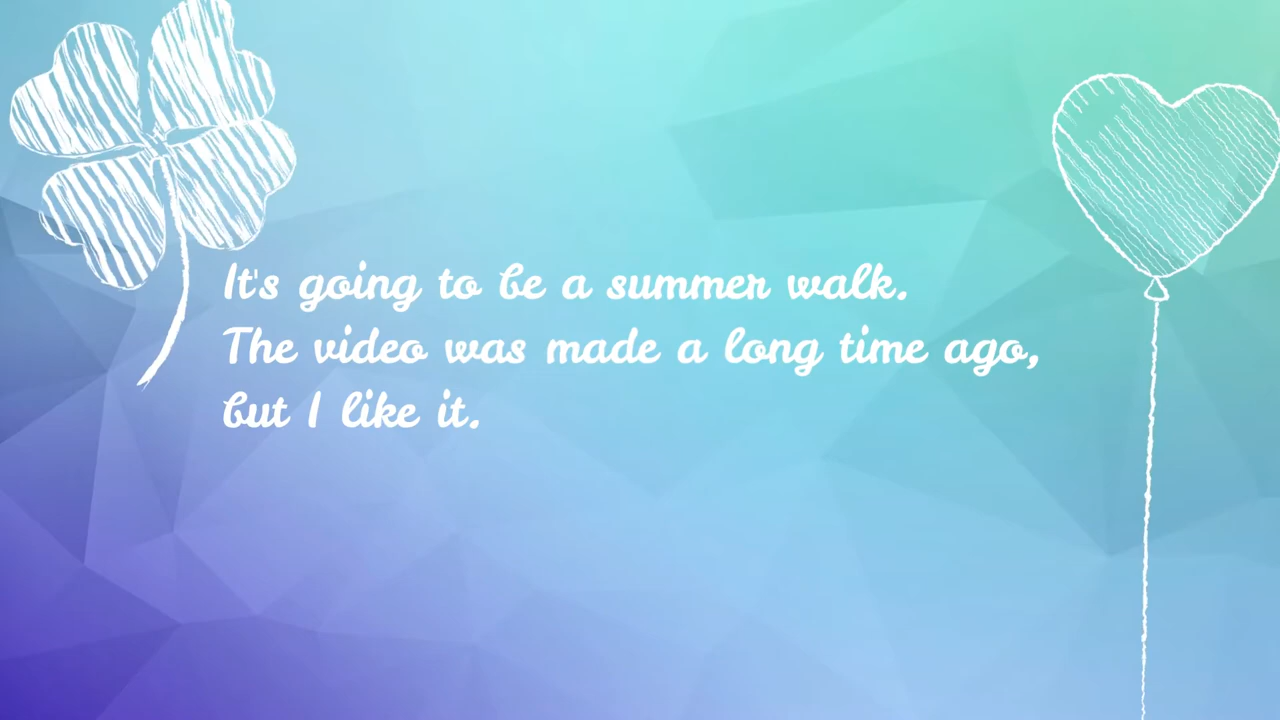 It's going to be a summer walk.
The video was made a long time ago,
but I like it.